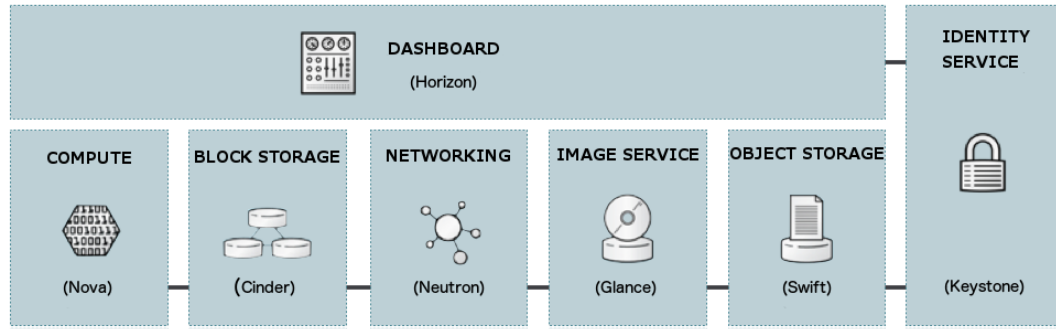 DASHBOARD
(Horizon)
IDENTITY
SERVICE
COMPUTE
BLOCK STORAGE
NETWORKING
IMAGE SERVICE
OBJECT STORAGE
(Nova)
(Cinder)
(Neutron)
(Glance)
(Swift)
(Keystone)